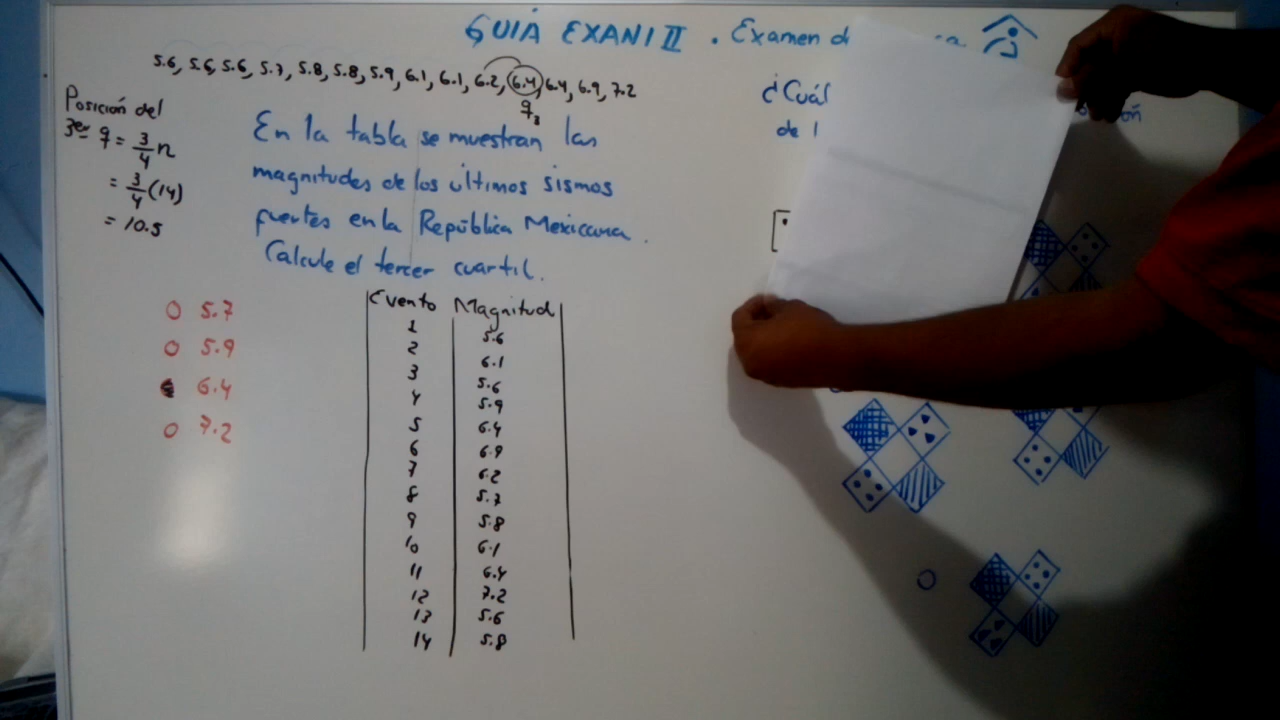 GUIA EXANI II . Examen d
5.6, 5.6, 5.6, 5.7, 5.8, 5.8, 5.9, 6.1, 6.1, 6.2, 6.4, 6.4, 6.9, 7.2
q3
Posición del
3er q = 3/4 n
= 3/4 (14)
= 10.5
En la tabla se muestran las
magnitudes de los últimos sismos
fuertes en la República Mexicana.
Calcule el tercer cuartil.
5.7
5.9
6.4
7.2
Evento Magnitud
1 5.6
2 6.1
3 5.6
4 5.9
5 6.4
6 6.9
7 6.2
8 5.7
9 5.8
10 6.1
11 6.4
12 7.2
13 5.6
14 5.8
¿Cuál
de l